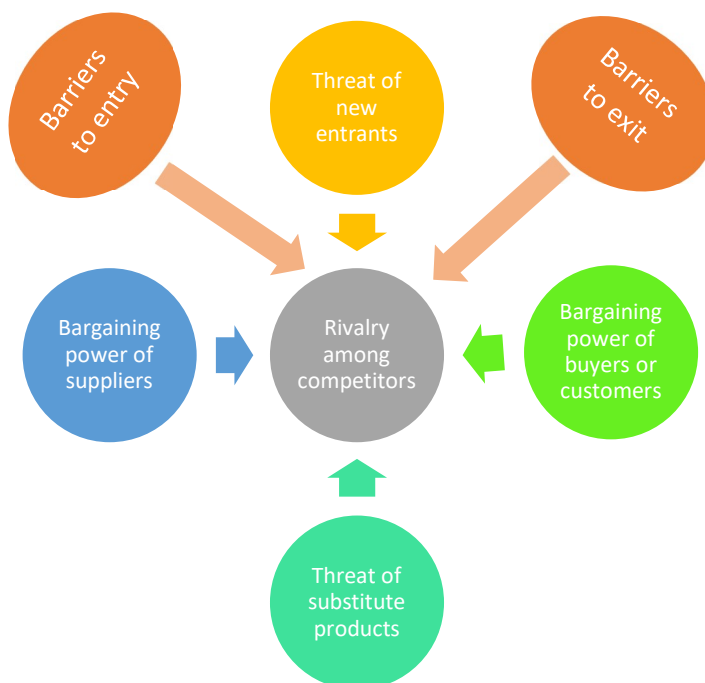 Barriers
to entry
Threat of
new
entrants
Barriers
to exit
Bargaining
power of
suppliers
Rivalry
among
competitors
Bargaining
power of
buyers or
customers
Threat of
substitute
products